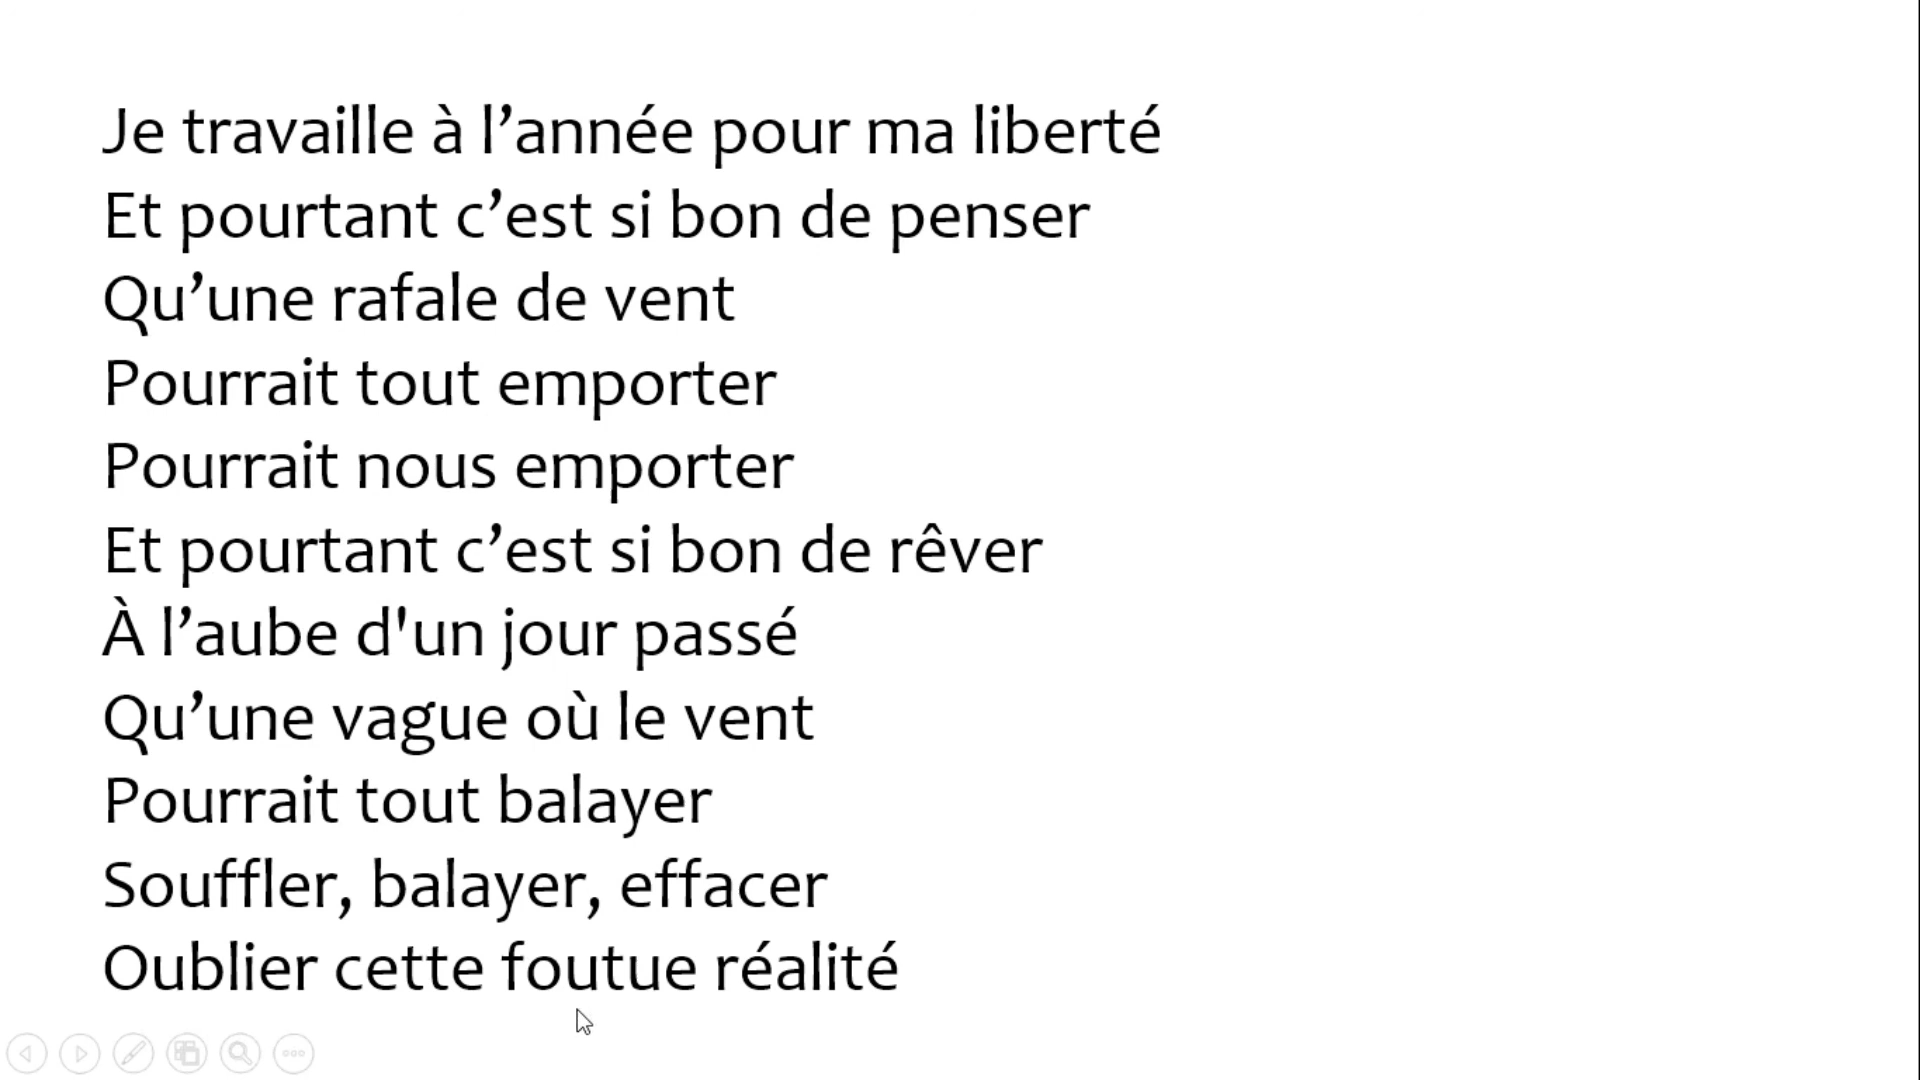 Je travaille à l’année pour ma liberté
Et pourtant c’est si bon de penser
Qu’une rafale de vent
Pourrait tout emporter
Pourrait nous emporter
Et pourtant c’est si bon de rêver
À l’aube d'un jour passé
Qu’une vague où le vent
Pourrait tout balayer
Souffler, balayer, effacer
Oublier cette foutue réalité